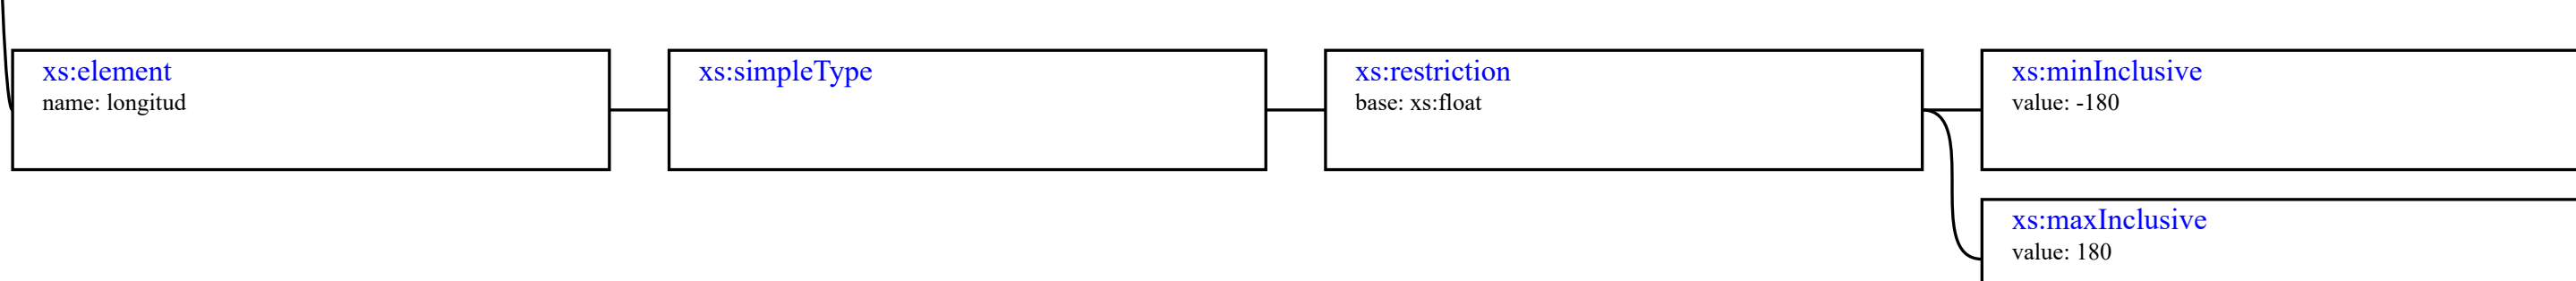 xs:element
name: longitud
xs:simpleType
xs:restriction
base: xs:float
xs:minInclusive
value: -180
xs:maxInclusive
value: 180